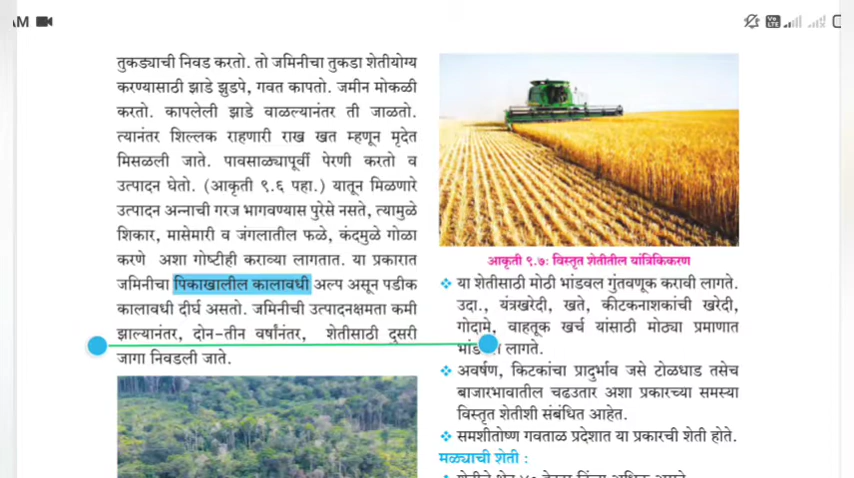 AM
Vo
LTE
तुकड्याची निवड करतो. तो जमिनीचा तुकडा शेतीयोग्य
करण्यासाठी झाडे झुडपे, गवत कापतो. जमीन मोकळी
करतो. कापलेली झाडे वाळल्यानंतर ती जाळतो.
त्यानंतर शिल्लक राहणारी राख खत म्हणून मृदेत
मिसळली जाते. पावसाळ्यापूर्वी पेरणी करतो व
उत्पादन घेतो. (आकृती ९.६ पहा.) यातून मिळणारे
उत्पादन अन्नाची गरज भागवण्यास पुरेसे नसते, त्यामुळे
शिकार, मासेमारी व जंगलातील फळे, कंदमुळे गोळा
करणे अशा गोष्टीही कराव्या लागतात. या प्रकारात
जमिनीचा पिकाखालील कालावधी अल्प असून पडीक
कालावधी दीर्घ असतो. जमिनीची उत्पादनक्षमता कमी
झाल्यानंतर, दोन-तीन वर्षांनंतर, शेतीसाठी दुसरी
जागा निवडली जाते.
आकृती ९.७: विस्तृत शेतीतील यांत्रिकिकरण
❖ या शेतीसाठी मोठी भांडवल गुंतवणूक करावी लागते.
उदा., यंत्रखरेदी, खते, कीटकनाशकांची खरेदी,
गोदामे, वाहतूक खर्च यांसाठी मोठ्या प्रमाणात
लागते.
❖ अवर्षण, किटकांचा प्रादुर्भाव जसे टोळधाड तसेच
बाजारभावातील चढउतार अशा प्रकारच्या समस्या
विस्तृत शेतीशी संबंधित आहेत.
❖ समशीतोष्ण गवताळ प्रदेशात या प्रकारची शेती होते.
मळ्याची शेती :